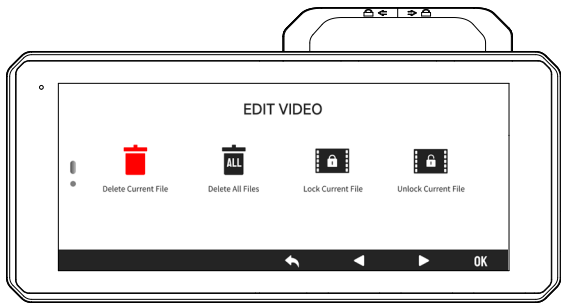 EDIT VIDEO
ALL
Delete Current File
Delete All Files
Lock Current File
Unlock Current File
OK